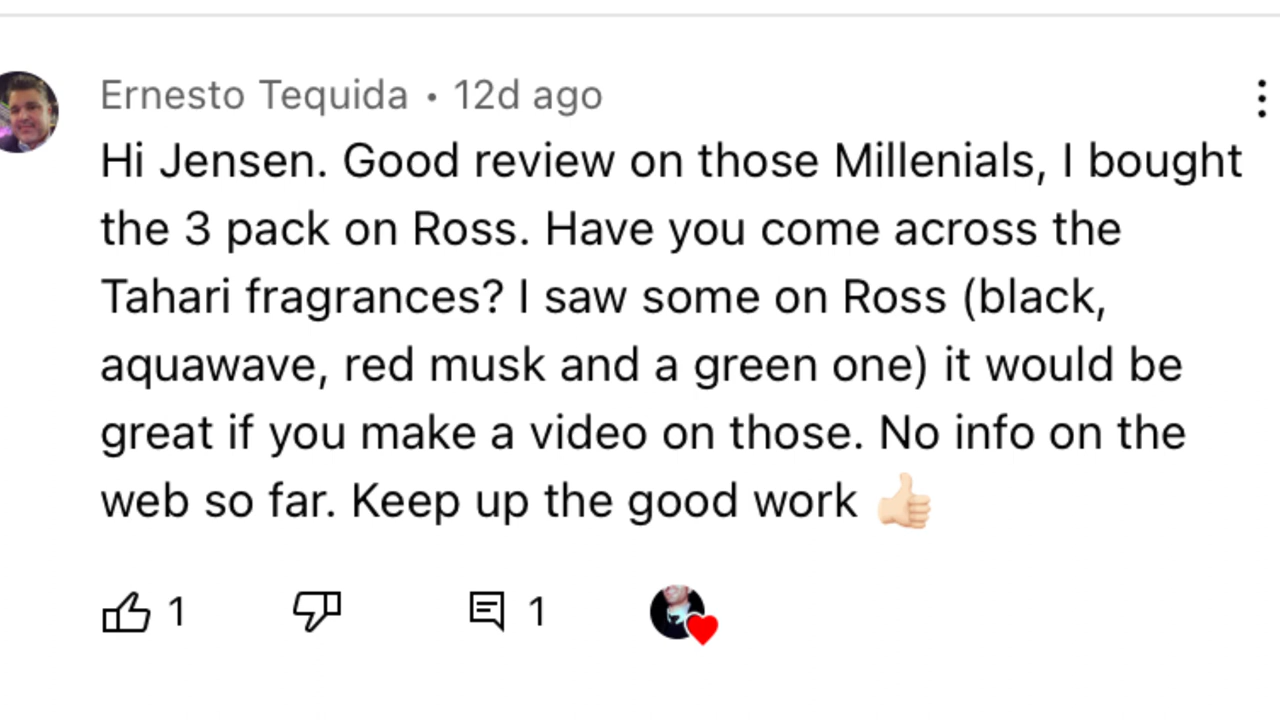 Ernesto Tequida • 12d ago
Hi Jensen. Good review on those Millenials, I bought
the 3 pack on Ross. Have you come across the
Tahari fragrances? I saw some on Ross (black,
aquawave, red musk and a green one) it would be
great if you make a video on those. No info on the
web so far. Keep up the good work 👍🏻
1 1